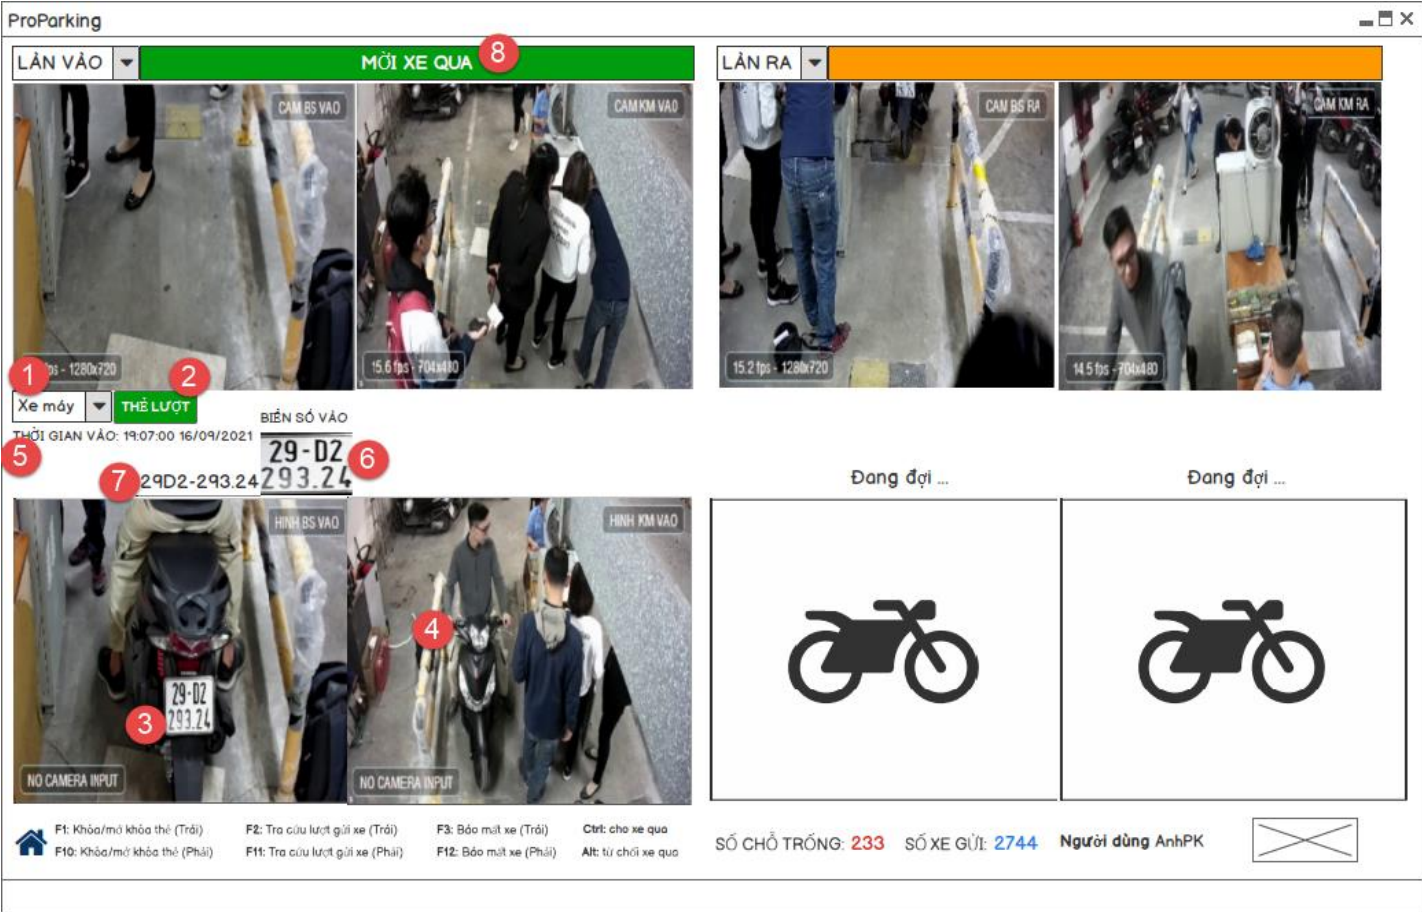 ProParking
LÀN VÀO
MỜI XE QUA
8
LÀN RA
CAM BS VAO
CAM KM VAO
CAM BS RA
CAM KM RA
fps - 1280x720
15.6 fps - 704x480
15.2 fps - 1280x720
14.5 fps - 704x480
1
2
Xe máy
THẺ LƯỢT
BIỂN SỐ VÀO
THỜI GIAN VÀO: 19:07:00 16/09/2021
29-D2
293.24
5
6
7
29D2-293.24
Đang đợi ...
Đang đợi ...
HINH BS VAO
HINH KM VAO
4
29-D2
293.24
3
NO CAMERA INPUT
NO CAMERA INPUT
F1: Khóa/mở khóa thẻ (Trái)
F2: Tra cứu lượt gửi xe (Trái)
F3: Báo mất xe (Trái)
Ctrl: cho xe qua
F10: Khóa/mở khóa thẻ (Phải)
F11: Tra cứu lượt gửi xe (Phải)
F12: Báo mất xe (Phải)
Alt: từ chối xe qua
SỐ CHỖ TRỐNG: 233
SỐ XE GỬI: 2744
Người dùng AnhPK